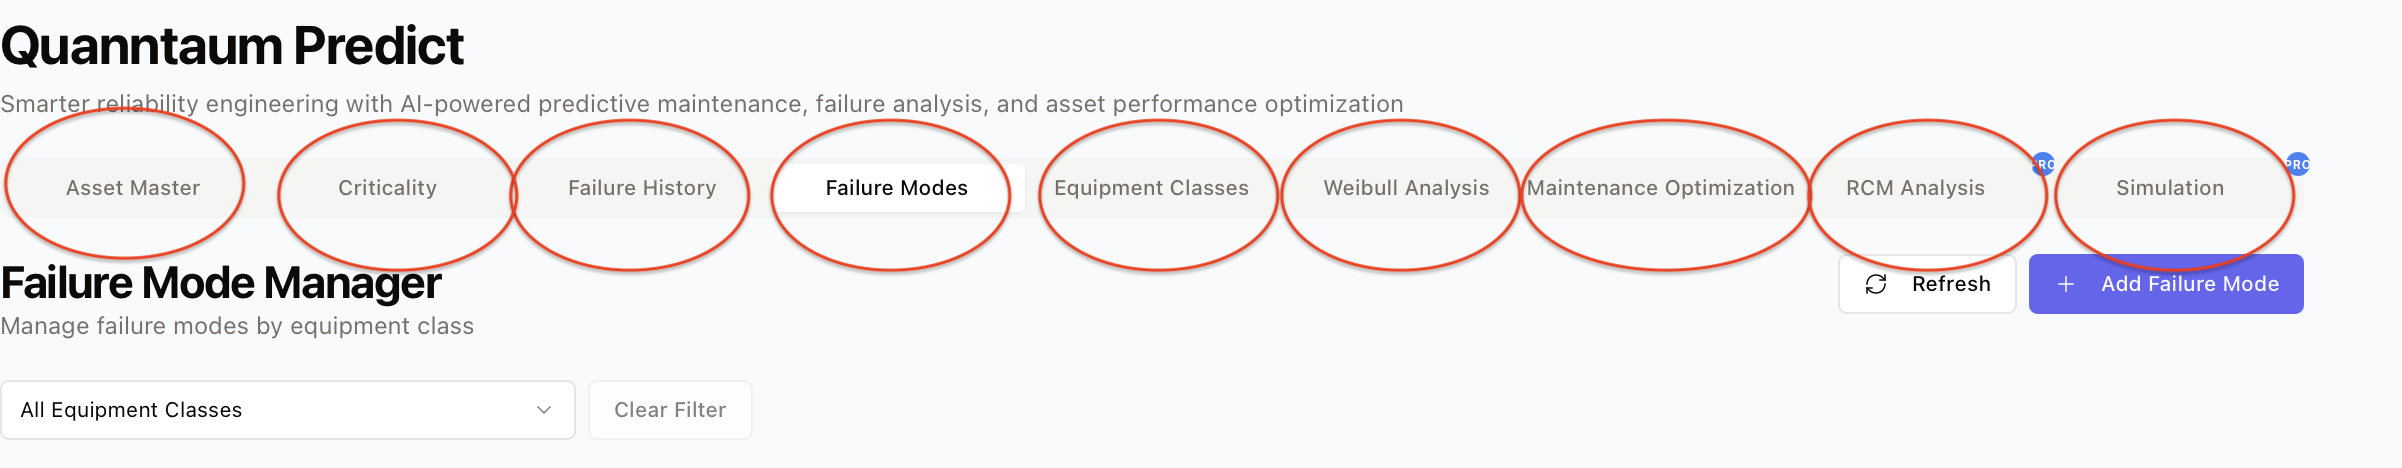 Quanntaum Predict
Smarter reliability engineering with AI-powered predictive maintenance, failure analysis, and asset performance optimization
Asset Master Criticality Failure History Failure Modes Equipment Classes Weibull Analysis Maintenance Optimization RCM Analysis PRO Simulation PRO
Failure Mode Manager
Refresh + Add Failure Mode
Manage failure modes by equipment class
All Equipment Classes Clear Filter